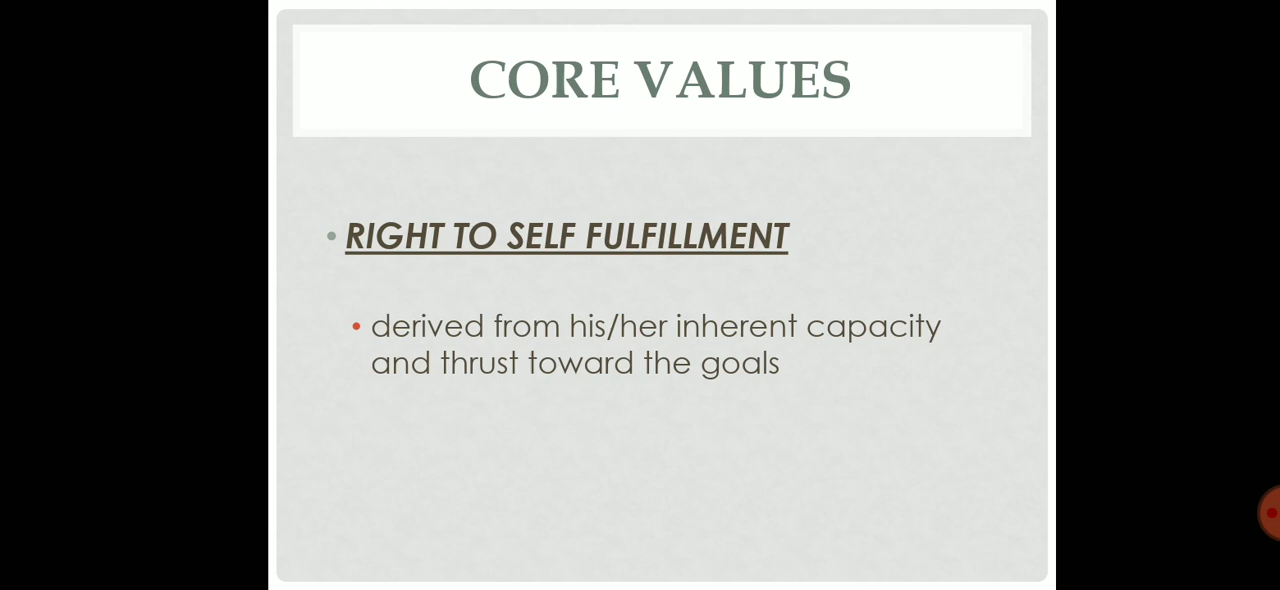 CORE VALUES
• RIGHT TO SELF FULFILLMENT
• derived from his/her inherent capacity
and thrust toward the goals